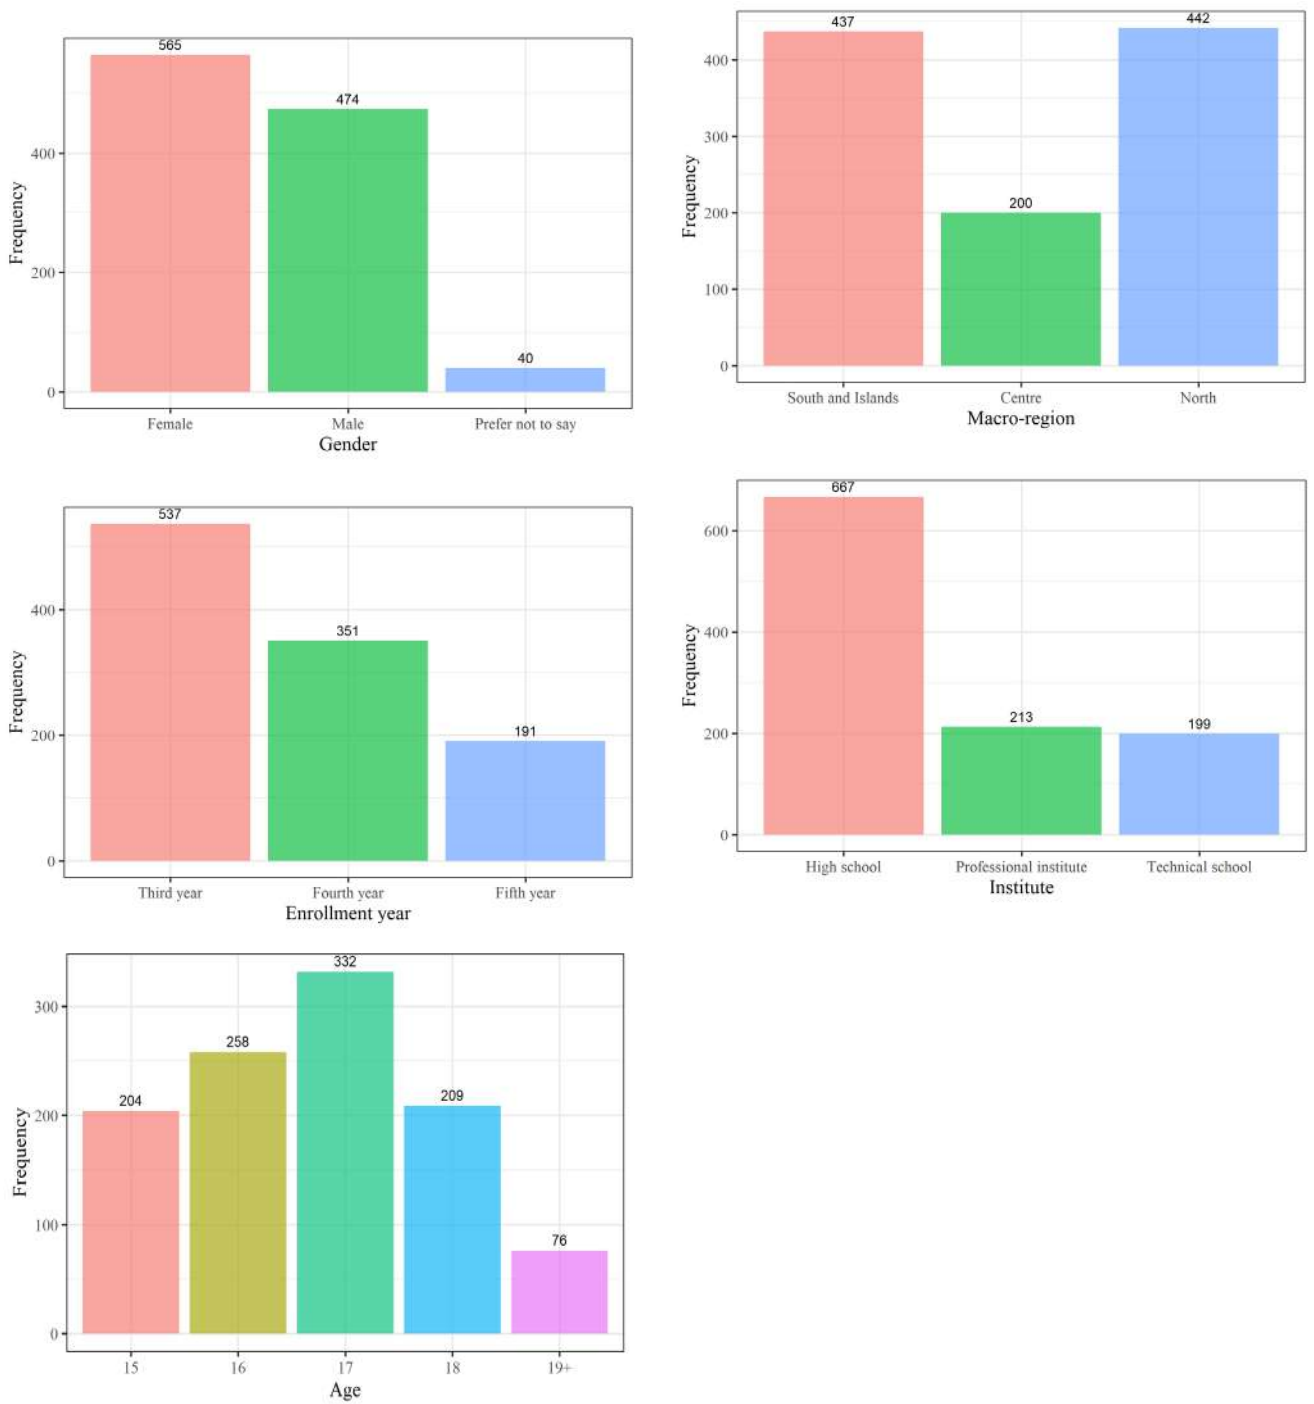 565
474
40
400
200
0
Frequency
Female Male Prefer not to say
Gender
437
200
442
400
300
200
100
0
Frequency
South and Islands Centre North
Macro-region
537
351
191
400
200
0
Frequency
Third year Fourth year Fifth year
Enrollment year
667
213
199
600
400
200
0
Frequency
High school Professional institute Technical school
Institute
332
258
204
209
76
300
200
100
0
Frequency
15 16 17 18 19+
Age